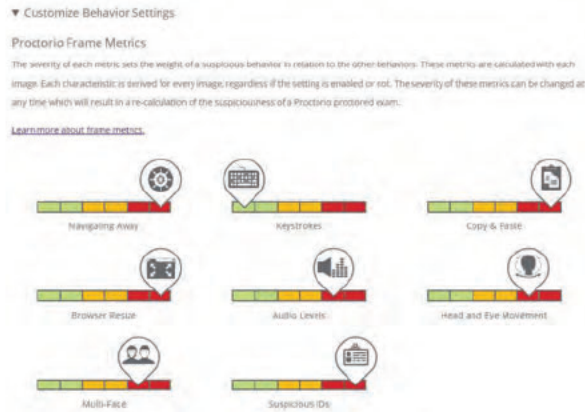 ▼ Customize Behavior Settings
Proctorio Frame Metrics
The severity of each metric sets the weight of a suspicious behavior in relation to the other behaviors. These metrics are calculated with each
image. Each characteristic is derived for every image, regardless if the setting is enabled or not. The severity of these metrics can be changed at
any time which will result in a re-calculation of the suspiciousness of a Proctorio proctored exam.
Learn more about frame metrics.
Navigating Away
Keystrokes
Copy & Paste
Browser Resize
Audio Levels
Head and Eye Movement
Multi-Face
Suspicious IDs